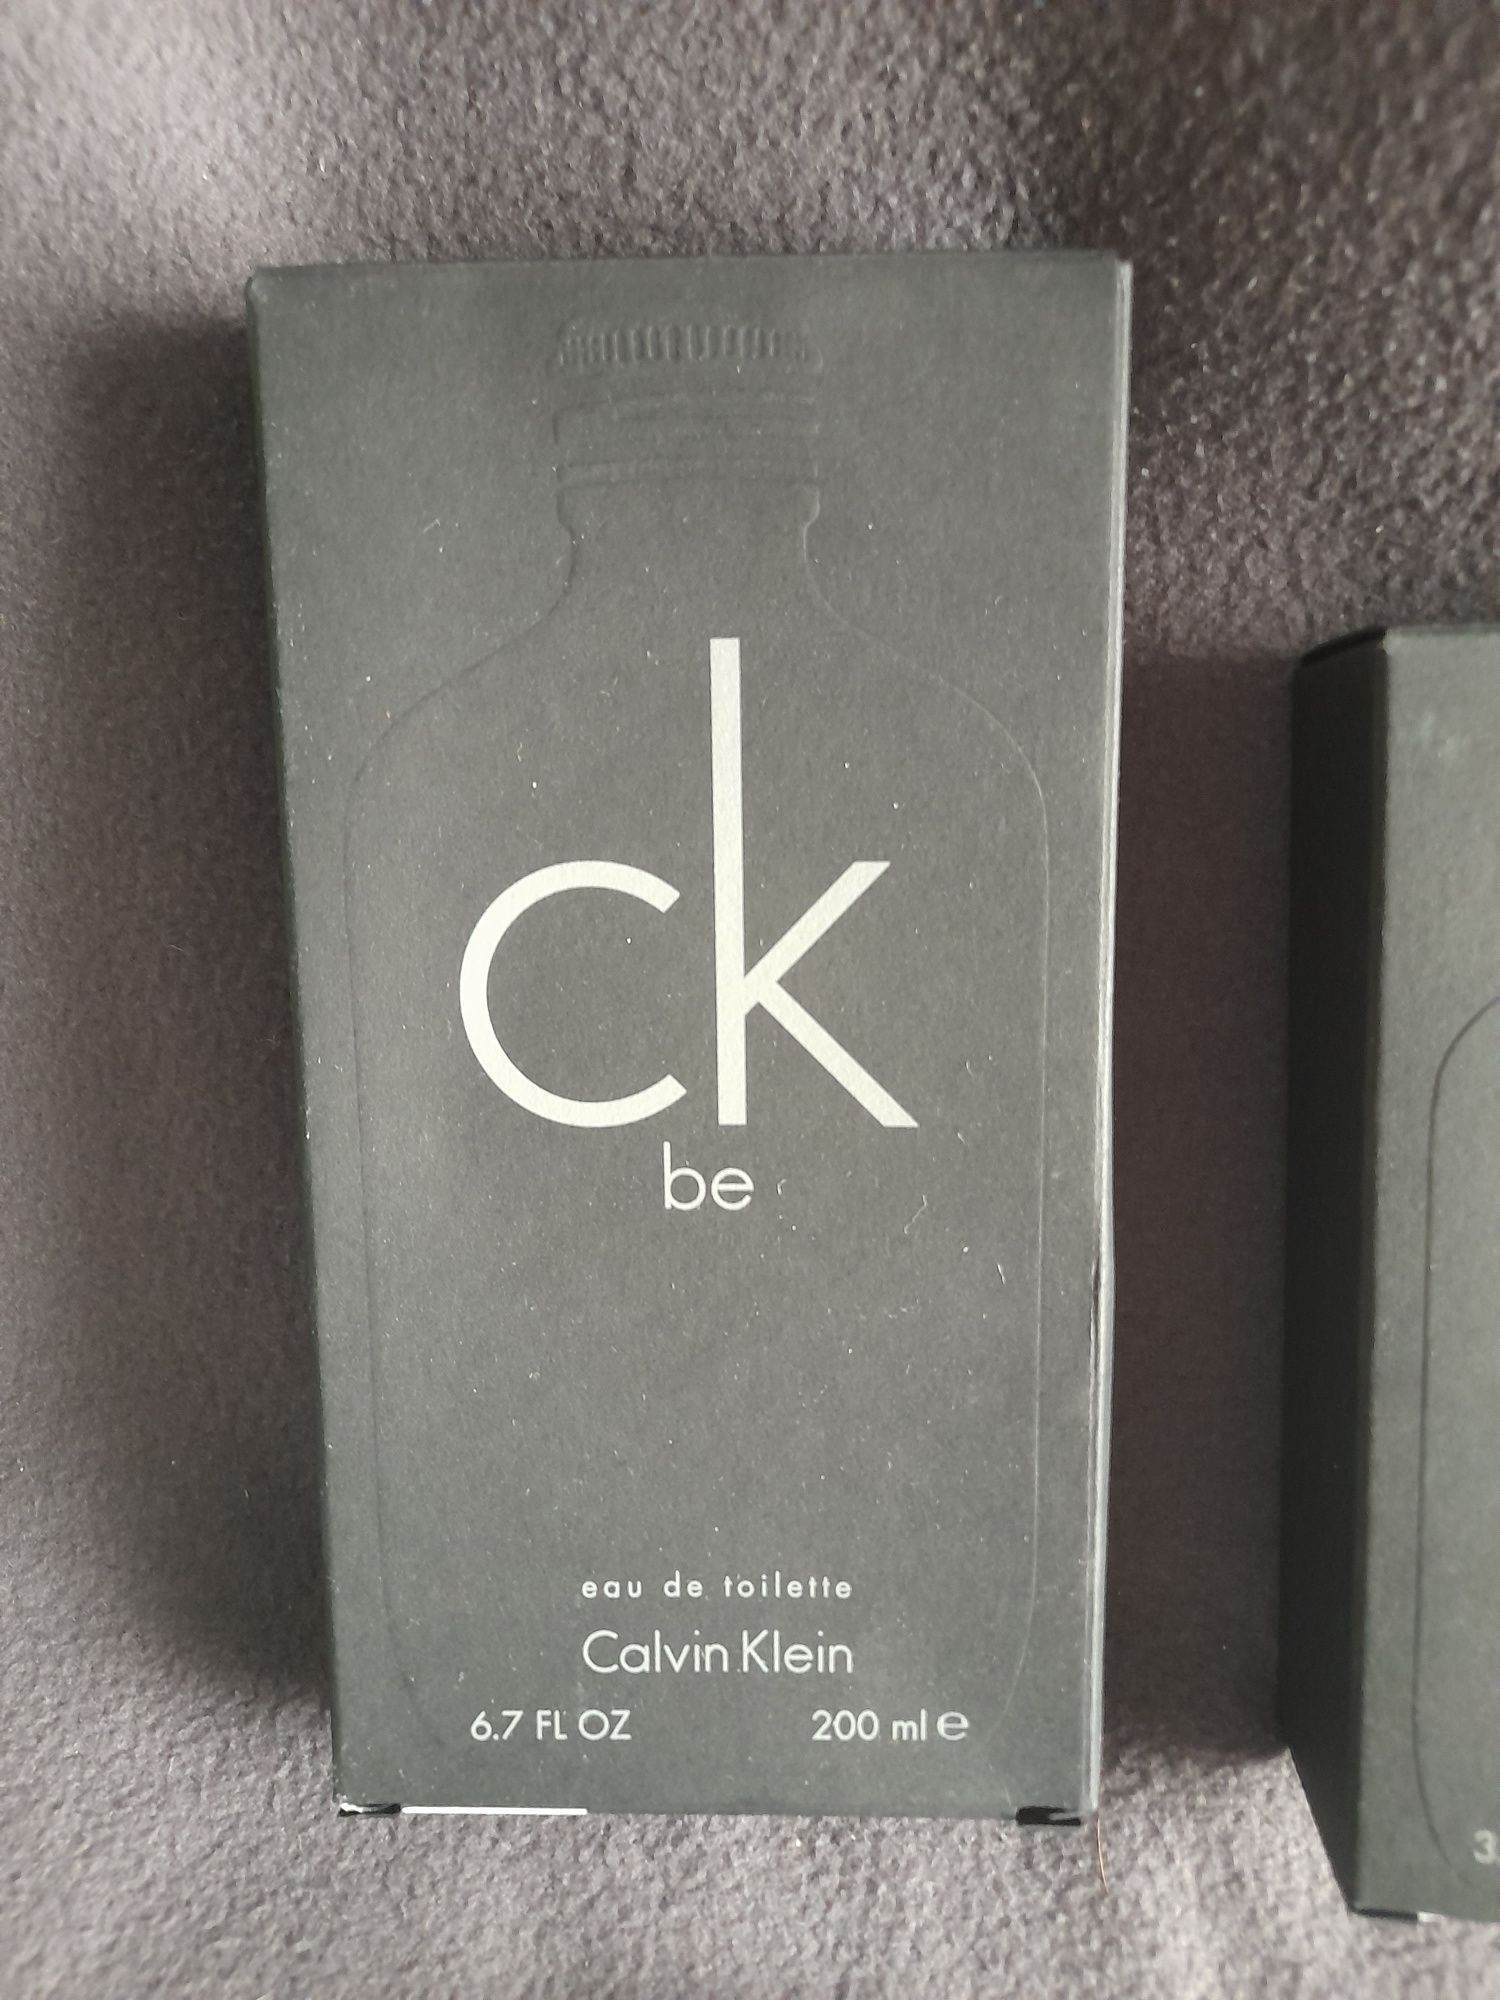 ck
be
eau de toilette
Calvin Klein
6.7 FL OZ 200 ml e